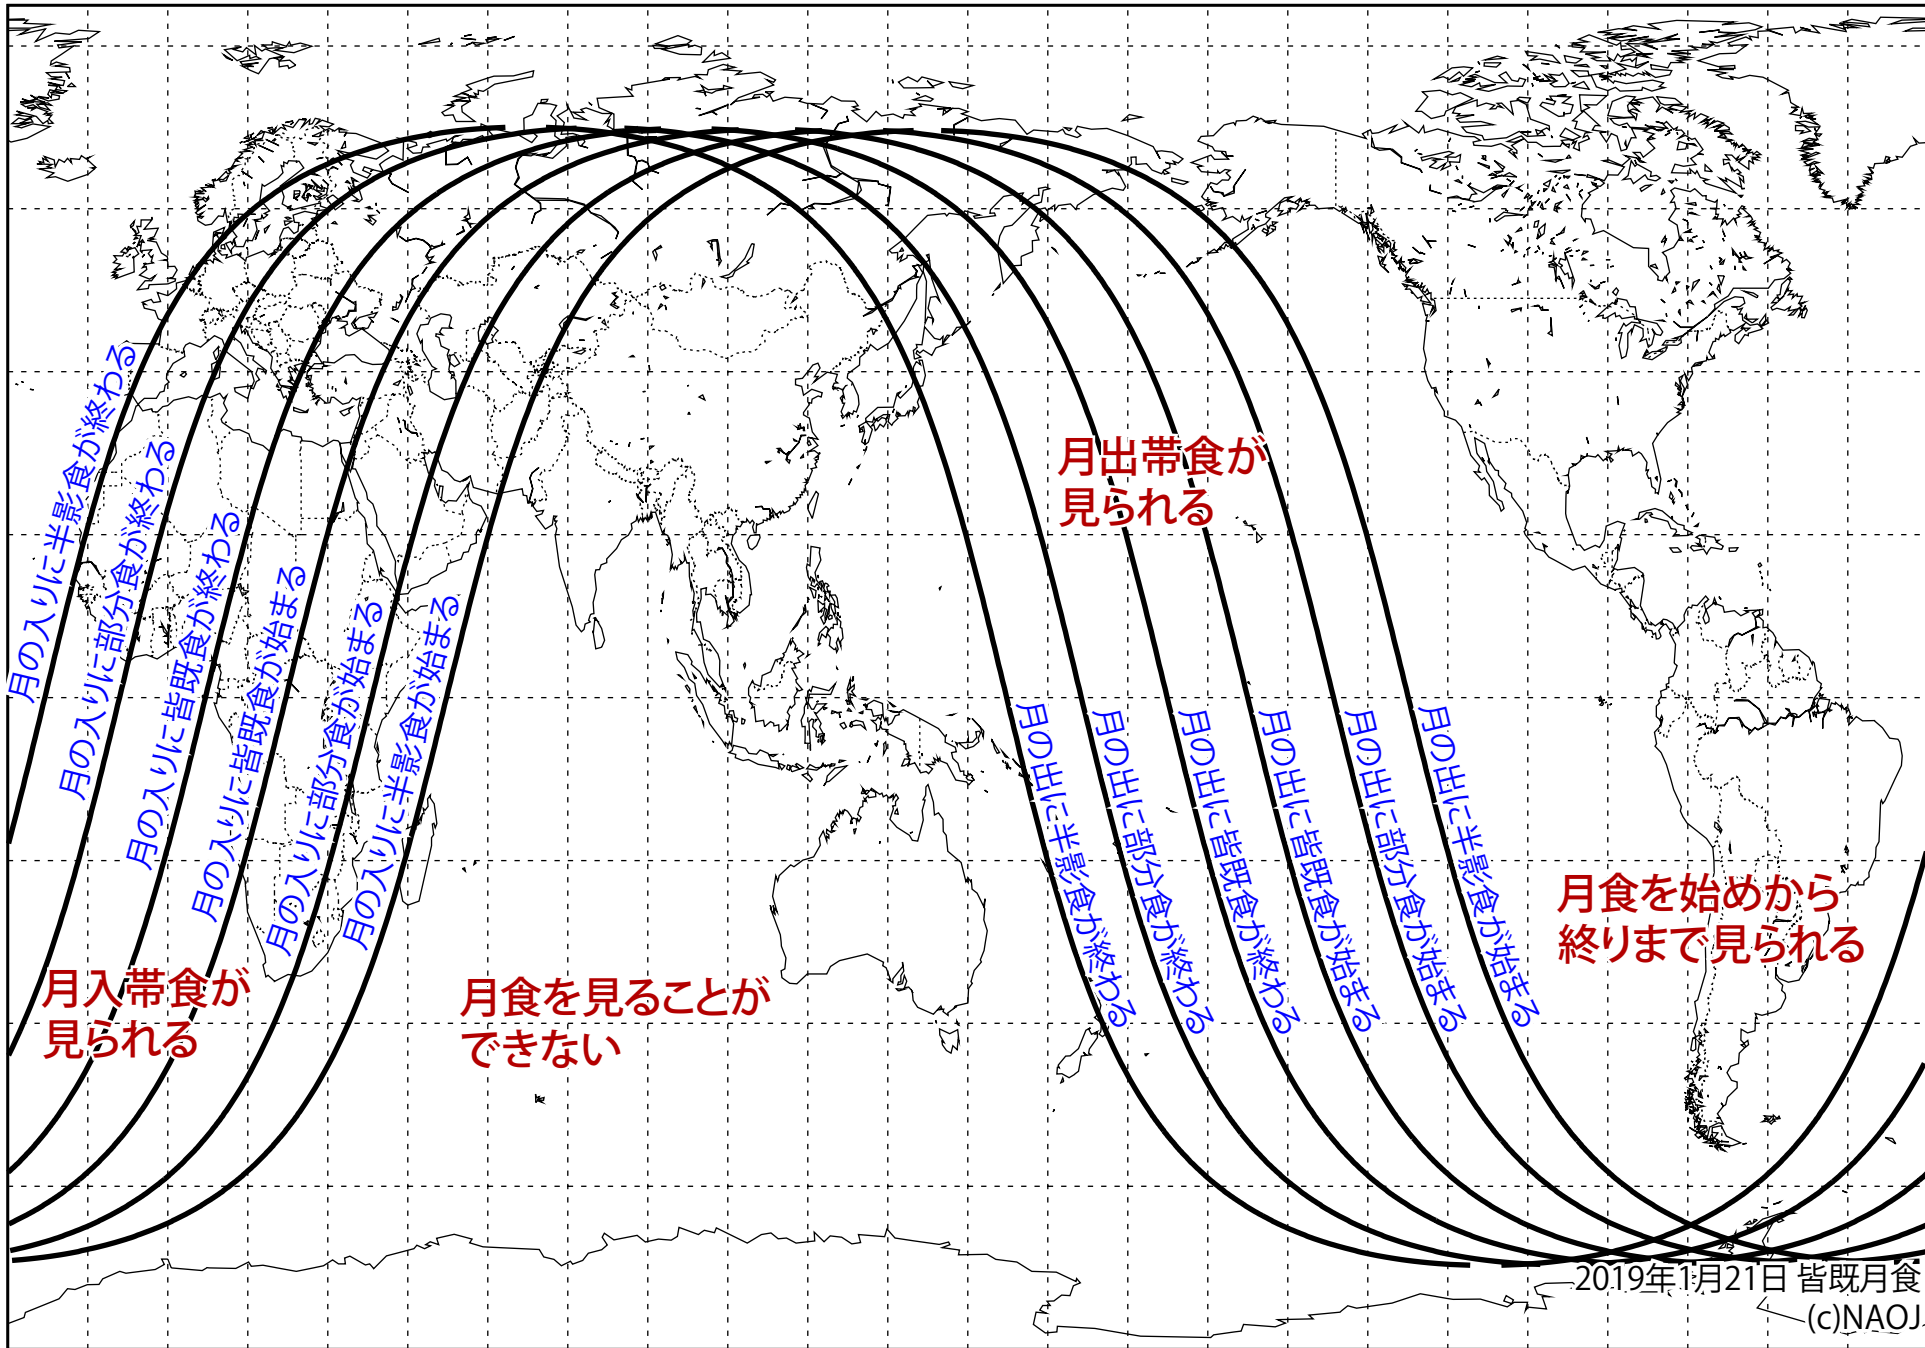 月の入りに半影食が終わる
月の入りに部分食が終わる
月の入りに皆既食が終わる
月の入りに皆既食が始まる
月の入りに部分食が始まる
月の入りに半影食が始まる
月出帯食が
見られる
月の出に半影食が終わる
月の出に部分食が終わる
月の出に皆既食が終わる
月の出に皆既食が始まる
月の出に部分食が始まる
月の出に半影食が始まる
月食を始めから
終りまで見られる
月入帯食が
見られる
月食を見ることが
できない
2019年1月21日 皆既月食
(c)NAOJ